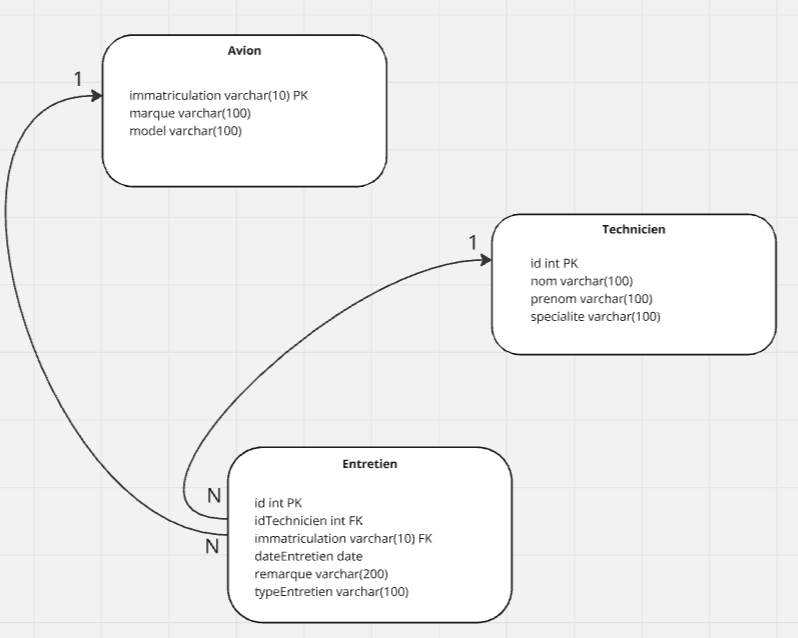 Avion
1
immatriculation varchar(10) PK
marque varchar(100)
model varchar(100)
Technicien
1
id int PK
nom varchar(100)
prenom varchar(100)
specialite varchar(100)
Entretien
N
id int PK
idTechnicien int FK
immatriculation varchar(10) FK
N
dateEntretien date
remarque varchar(200)
typeEntretien varchar(100)